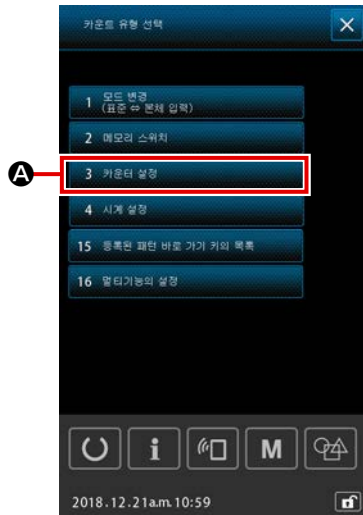 카운트 유형 선택
1 모드 변경
(표준 ⇔ 본체 입력)
2 메모리 스위치
A
3 카운터 설정
4 시계 설정
15 등록된 패턴 바로 가기 키의 목록
16 멀티기능의 설정
M
2018.12.21a.m.10:59